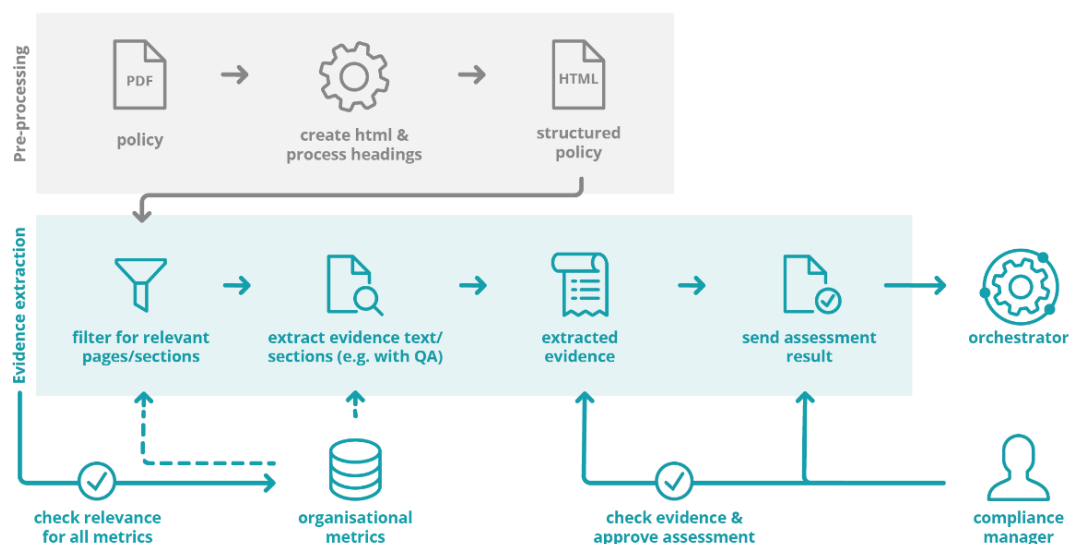 Pre-processing
PDF
HTML
policy
create html &
process headings
structured
policy
Evidence extraction
filter for relevant
pages/sections
extract evidence text/
sections (e.g. with QA)
extracted
evidence
send assessment
result
orchestrator
check relevance
for all metrics
organisational
metrics
check evidence &
approve assessment
compliance
manager